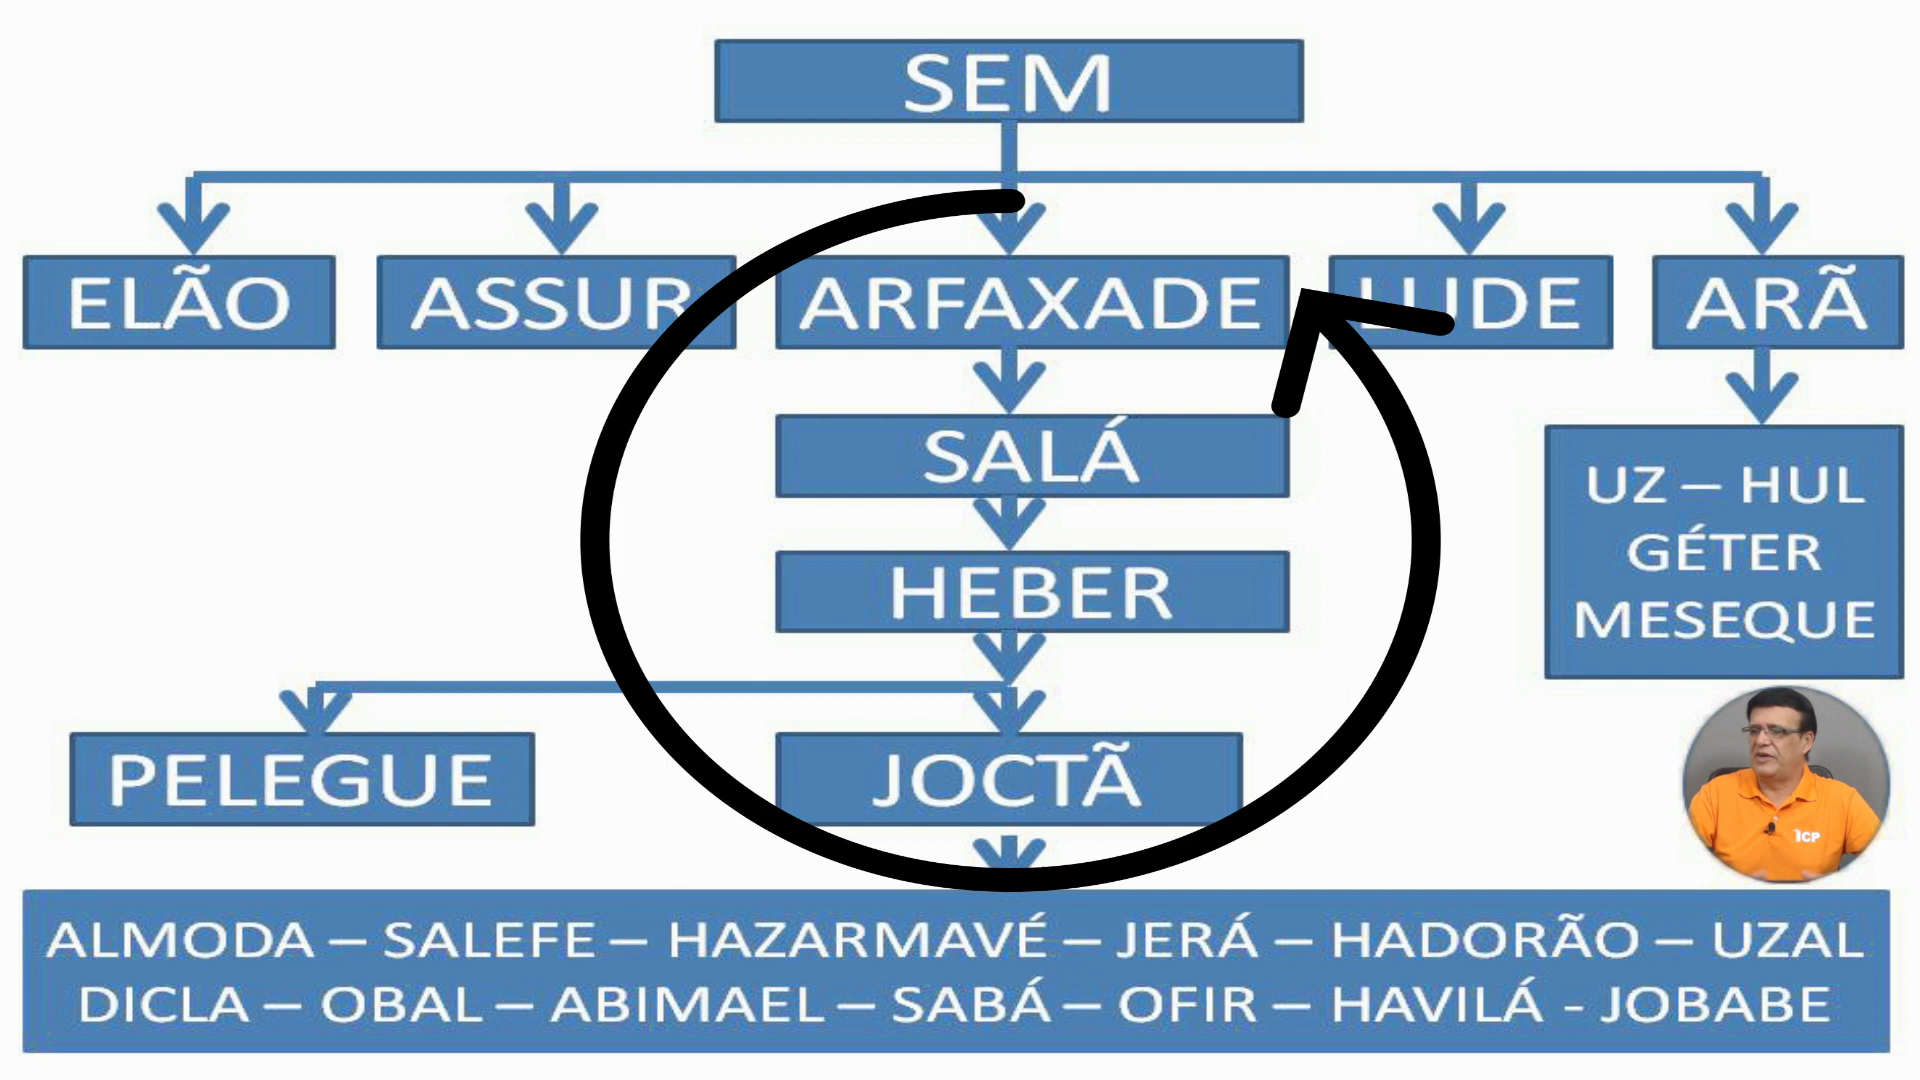 SEM
ELÃO
ASSUR
ARFAXADE
LUDE
ARÃ
SALÁ
HEBER
UZ – HUL
GÉTER
MESEQUE
PELEGUE
JOCTÃ
ICP
ALMODA – SALEFE – HAZARMAVÉ – JERÁ – HADORÃO – UZAL
DICLA – OBAL – ABIMAEL – SABÁ – OFIR – HAVILÁ - JOBABE